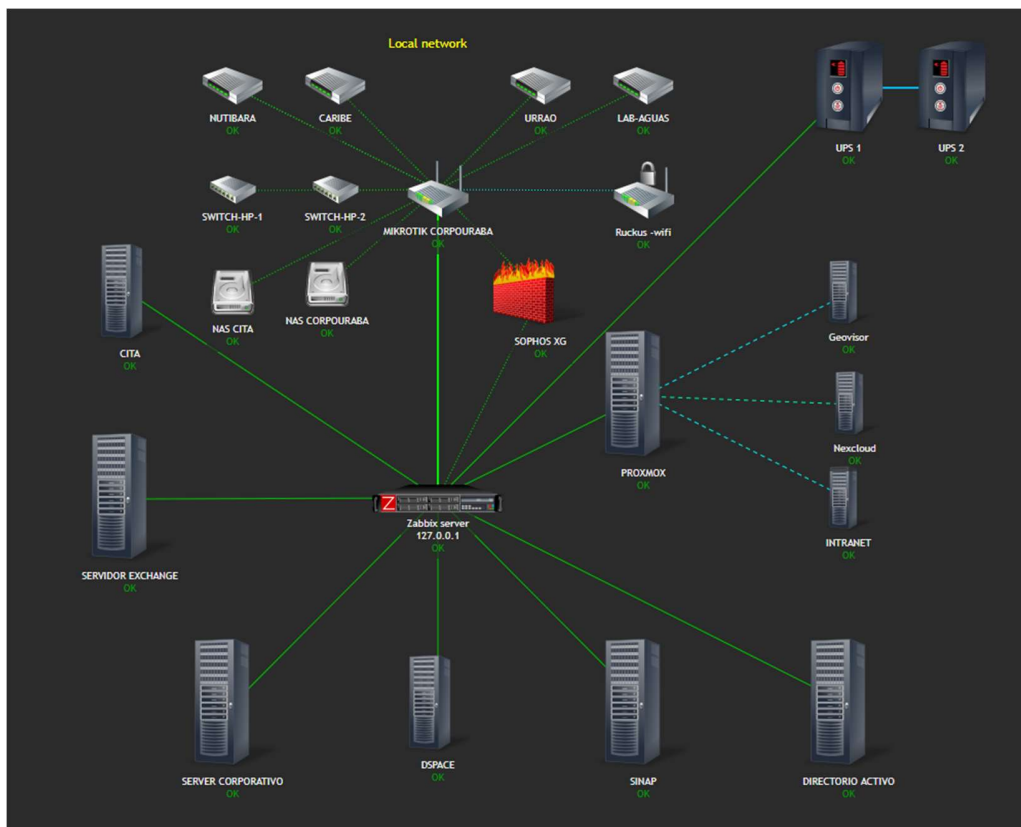 Local network
NUTIBARA
OK
CARIBE
OK
URRAO
OK
LAB-AGUAS
OK
UPS 1
OK
UPS 2
OK
SWITCH-HP-1
OK
SWITCH-HP-2
OK
MIKROTIK CORPOURABA
OK
Ruckus -wifi
OK
NAS CITA
OK
NAS CORPOURABA
OK
SOPHOS XG
OK
CITA
OK
Geovisor
OK
Nexcloud
OK
PROXMOX
OK
INTRANET
OK
Z
Zabbix server
127.0.0.1
OK
SERVIDOR EXCHANGE
OK
SERVER CORPORATIVO
OK
DSPACE
OK
SINAP
OK
DIRECTORIO ACTIVO
OK